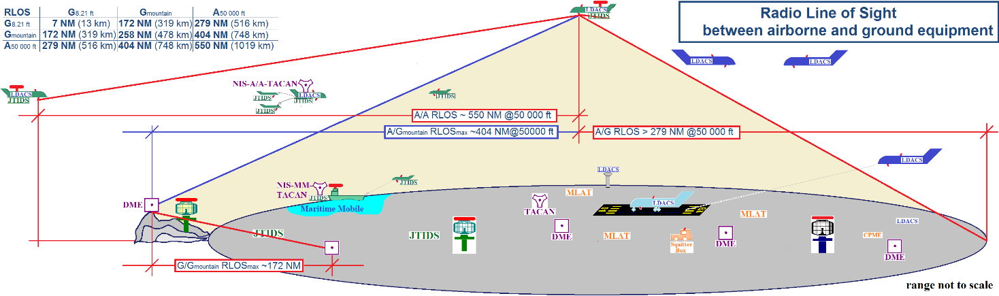 RLOS G8.21 ft Gmountain A50 000 ft
G8.21 ft 7 NM (13 km) 172 NM (319 km) 279 NM (516 km)
Gmountain 172 NM (319 km) 258 NM (478 km) 404 NM (748 km)
A50 000 ft 279 NM (516 km) 404 NM (748 km) 550 NM (1019 km)
LDACS
JTIDS
Radio Line of Sight
between airborne and ground equipment
LDACS
LDACS
LDACS
JTIDS
NIS-A/A-TACAN
LDACS
JTIDS
JTIDS
JTIDS
JTIDS
A/A RLOS ~ 550 NM @50 000 ft
A/Gmountain RLOSmax ~404 NM@50000 ft
A/G RLOS > 279 NM @50 000 ft
LDACS
LDACS
NIS-MM-
TACAN
JTIDS
JTIDS
Maritime Mobile
DME
MLAT
TACAN
LDACS
MLAT
LDACS
JTIDS
JTIDS
DME
MLAT
Squitter
Box
DME
CPME
DME
G/Gmountain RLOSmax ~172 NM
range not to scale